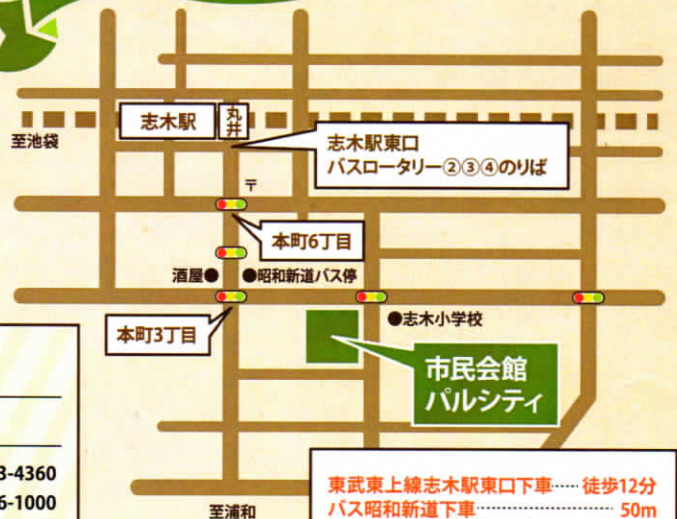 志木駅
丸井
至池袋
志木駅東口
バスロータリー②③④のりば
〒
本町6丁目
酒屋●
●昭和新道バス停
本町3丁目
●志木小学校
市民会館
パルシティ
3-4360
6-1000
至浦和
東武東上線志木駅東口下車……徒歩12分
バス昭和新道下車……………………50m